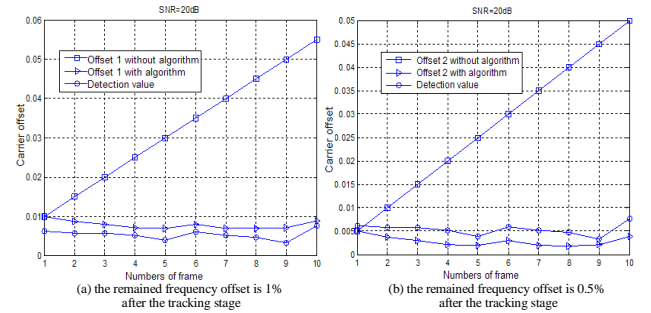 SNR=20dB
0.06
0.05
0.04
0.03
0.02
0.01
0
Carrier offset
Offset 1 without algorithm
Offset 1 with algorithm
Detection value
1 2 3 4 5 6 7 8 9 10
Numbers of frame
(a) the remained frequency offset is 1%
after the tracking stage
SNR=20dB
0.05
0.045
0.04
0.035
0.03
0.025
0.02
0.015
0.01
0.005
0
Carrier offset
Offset 2 without algorithm
Offset 2 with algorithm
Detection value
1 2 3 4 5 6 7 8 9 10
Numbers of frame
(b) the remained frequency offset is 0.5%
after the tracking stage